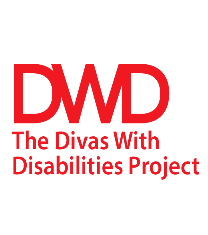 DWD
The Divas With
Disabilities Project